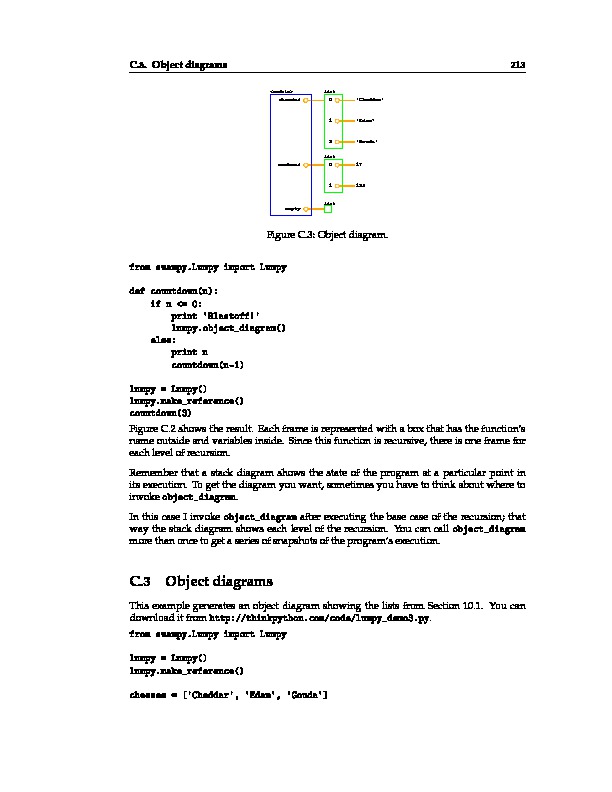 C.3. Object diagrams 213
<module>
list
cheeses 0 'Cheddar'
1 'Edam'
2 'Gouda'
list
numbers 0 17
1 123
list
empty
Figure C.3: Object diagram.
from swampy.Lumpy import Lumpy
def countdown(n):
if n <= 0:
print 'Blastoff!'
lumpy.object_diagram()
else:
print n
countdown(n-1)
lumpy = Lumpy()
lumpy.make_reference()
countdown(3)
Figure C.2 shows the result. Each frame is represented with a box that has the function's
name outside and variables inside. Since this function is recursive, there is one frame for
each level of recursion.
Remember that a stack diagram shows the state of the program at a particular point in
its execution. To get the diagram you want, sometimes you have to think about where to
invoke object_diagram.
In this case I invoke object_diagram after executing the base case of the recursion; that
way the stack diagram shows each level of the recursion. You can call object_diagram
more than once to get a series of snapshots of the program's execution.
C.3 Object diagrams
This example generates an object diagram showing the lists from Section 10.1. You can
download it from http://thinkpython.com/code/lumpy_demo3.py.
from swampy.Lumpy import Lumpy
lumpy = Lumpy()
lumpy.make_reference()
cheeses = ['Cheddar', 'Edam', 'Gouda']